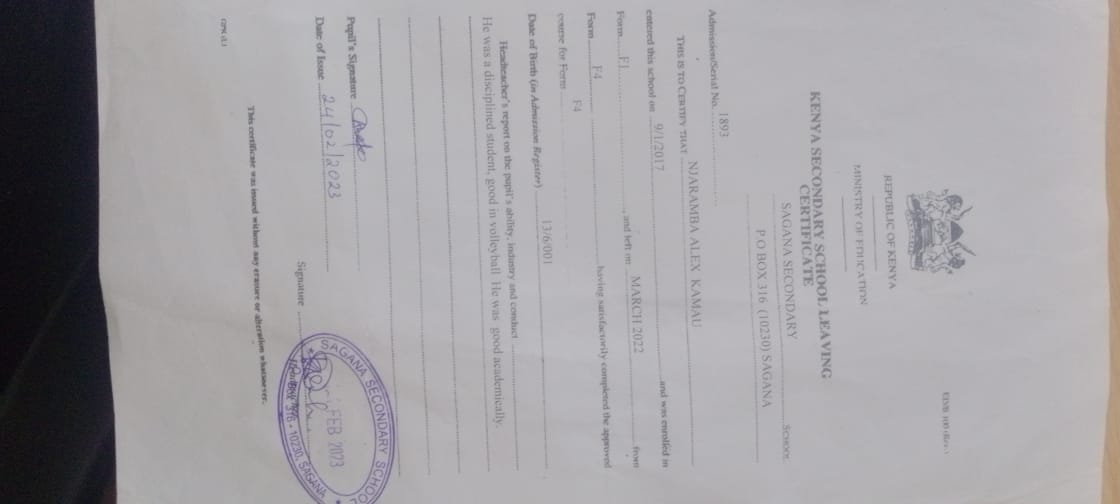 EDVB 100 (Rev.)
REPUBLIC OF KENYA
MINISTRY OF EDUCATION
KENYA SECONDARY SCHOOL LEAVING
CERTIFICATE
SAGANA SECONDARY SCHOOL
P O BOX 316 (10230) SAGANA
Admission/Serial No. 1893
THIS IS TO CERTIFY THAT NJARAMBA ALEX KAMAU
entered this school on 9/1/2017 and was enrolled in
Form F1, and left on MARCH 2022 from
Form F4 having satisfactorily completed the approved
course for Form F4
Date of Birth (in Admission Register) 13/6/001
Headteacher's report on the pupil's ability, industry and conduct
He was a disciplined student, good in volleyball He was good academically.
Pupil's Signature
Date of Issue 24/02/2023
Signature
SAGANA SECONDARY SCHOOL
FEB 2023
BOX 316 - 10230, SAGANA
This certificate was issued without any erasure or alteration whatsoever.